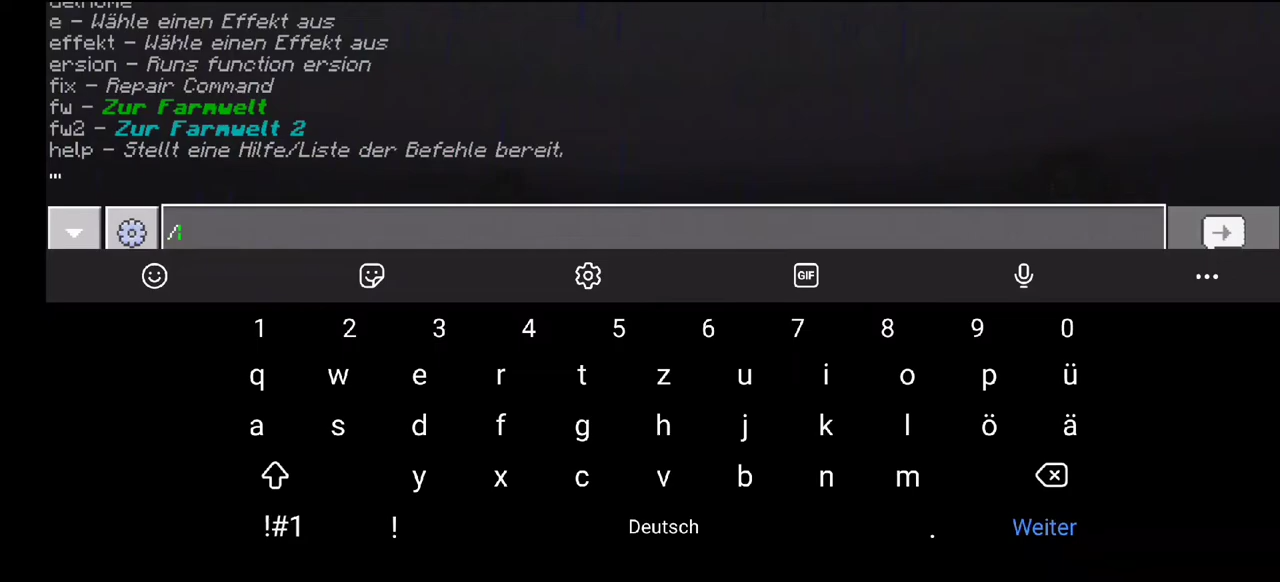 delhome
e – Wähle einen Effekt aus
effekt – Wähle einen Effekt aus
ersion – Runs function ersion
fix – Repair Command
fw – Zur Farmwelt
fw2 – Zur Farmwelt 2
help – Stellt eine Hilfe/Liste der Befehle bereit.
...
/
GIF
1 2 3 4 5 6 7 8 9 0
q w e r t z u i o p ü
a s d f g h j k l ö ä
y x c v b n m
!#1 ! Deutsch . Weiter